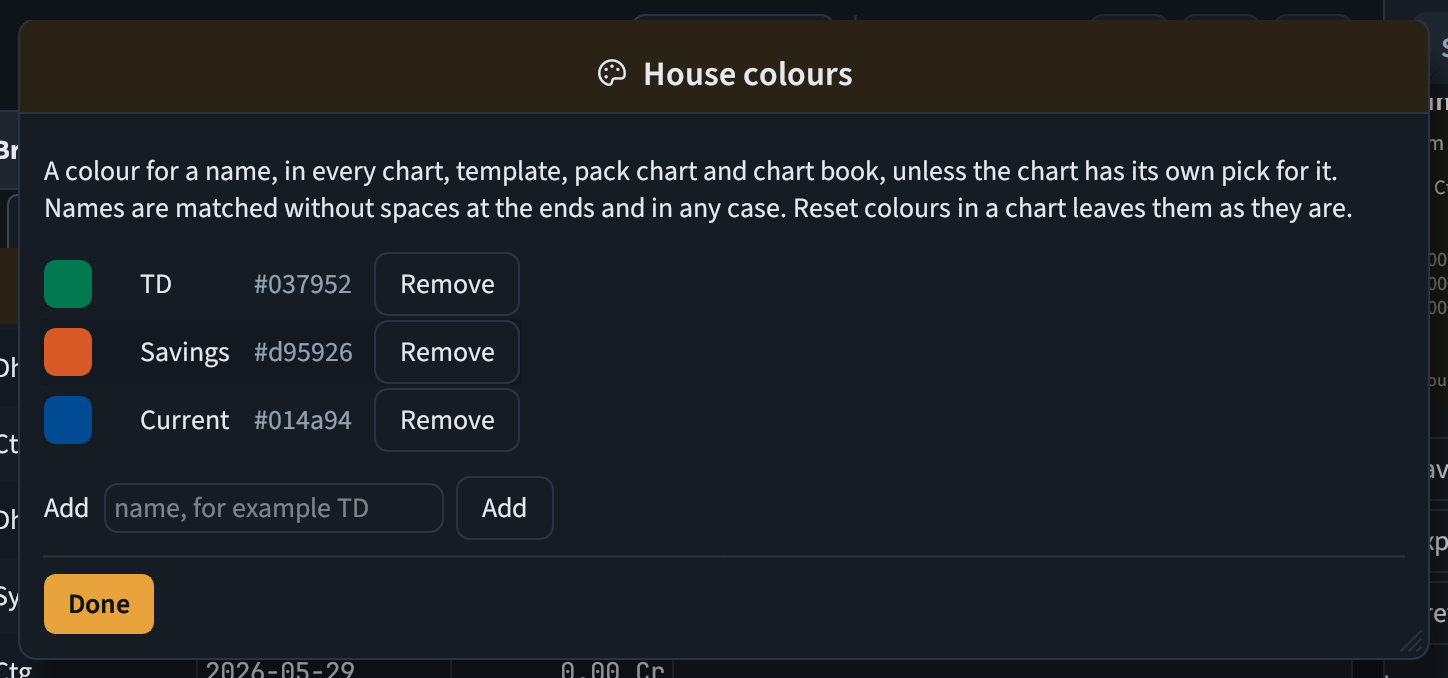 House colours
A colour for a name, in every chart, template, pack chart and chart book, unless the chart has its own pick for it.
Names are matched without spaces at the ends and in any case. Reset colours in a chart leaves them as they are.
TD #037952 Remove
Savings #d95926 Remove
Current #014a94 Remove
Add name, for example TD Add
Done
2026-05-29 0.00 Cr